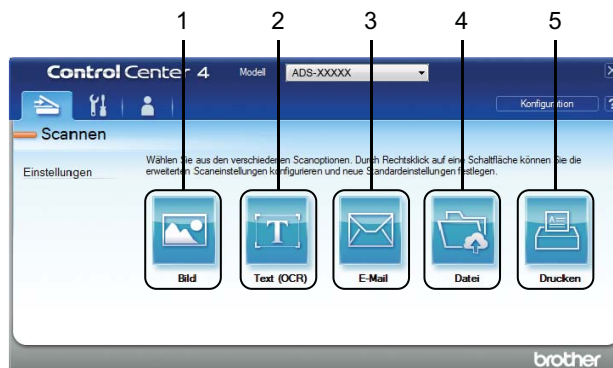 1 2 3 4 5
Control Center 4 Modell ADS-XXXXX
Konfiguration ?
Scannen
Einstellungen
Wählen Sie aus den verschiedenen Scanoptionen. Durch Rechtsklick auf eine Schaltfläche können Sie die
erweiterten Scaneinstellungen konfigurieren und neue Standardeinstellungen festlegen.
T
Bild Text (OCR) E-Mail Datei Drucken
brother